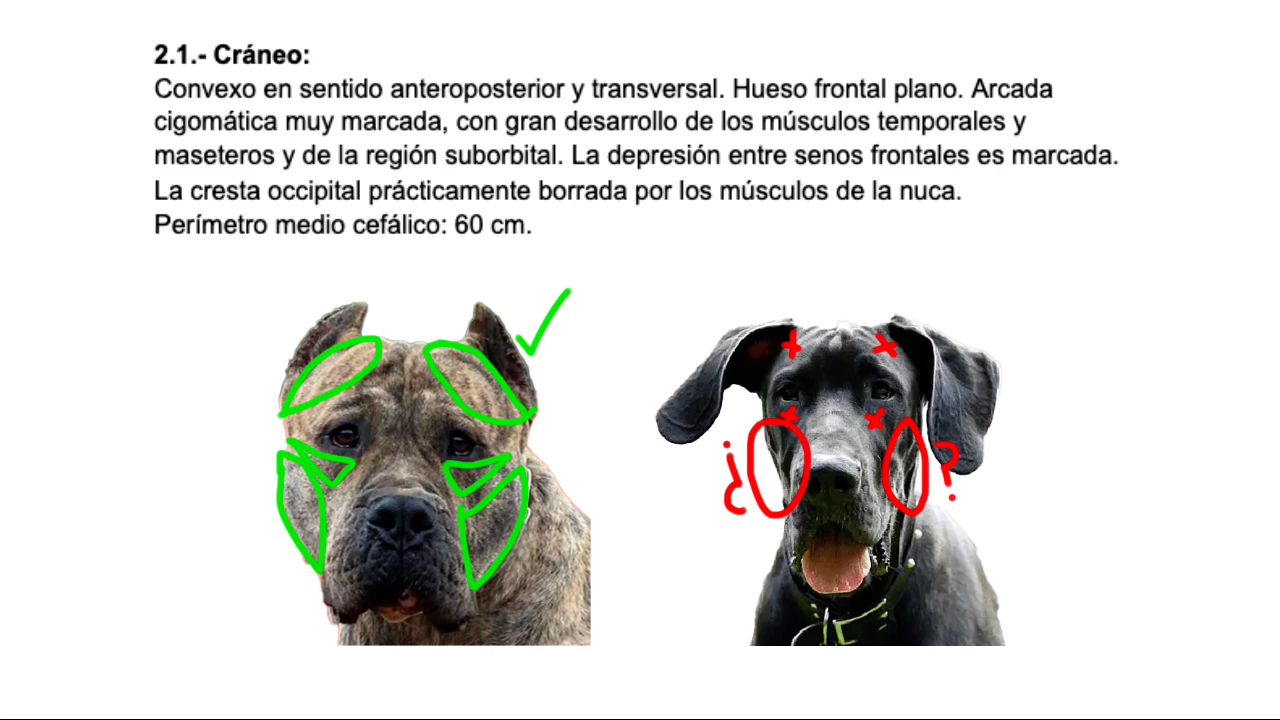 2.1.- Cráneo:
Convexo en sentido anteroposterior y transversal. Hueso frontal plano. Arcada
cigomática muy marcada, con gran desarrollo de los músculos temporales y
maseteros y de la región suborbital. La depresión entre senos frontales es marcada.
La cresta occipital prácticamente borrada por los músculos de la nuca.
Perímetro medio cefálico: 60 cm.
¿ ?